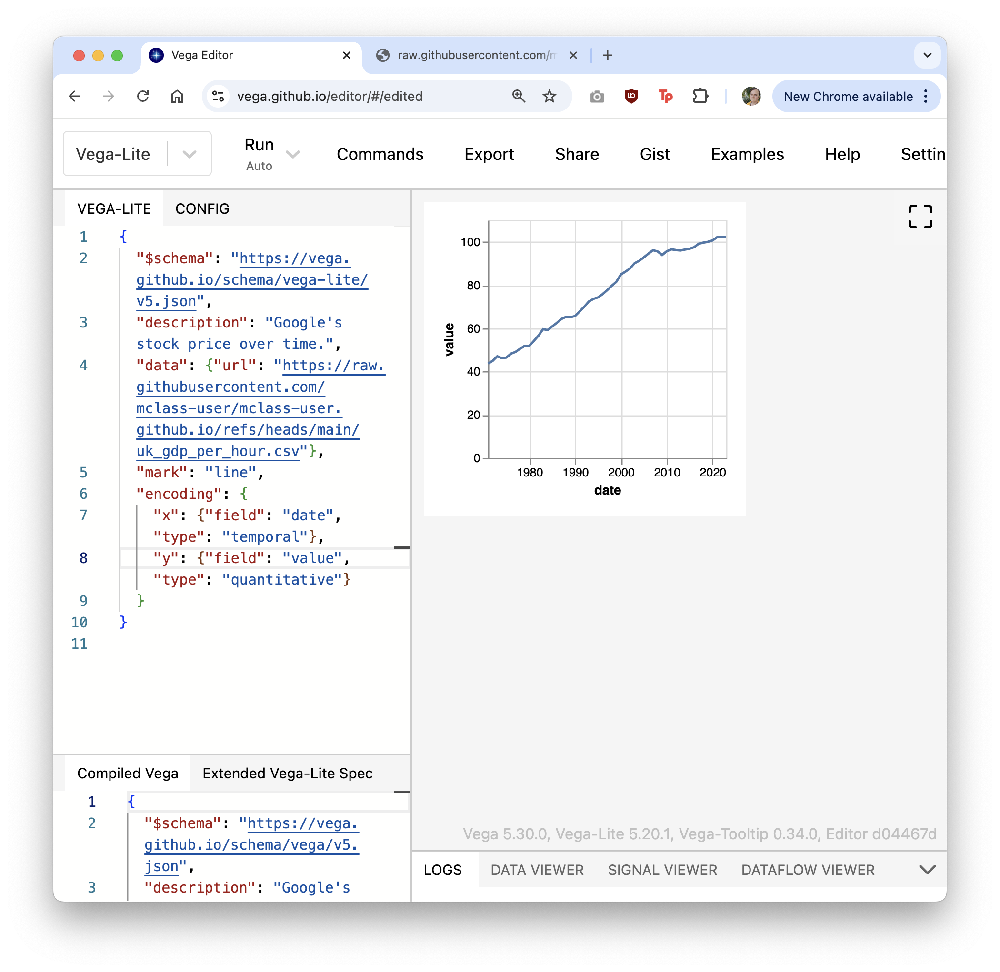 Vega Editor
raw.githubusercontent.com/m
vega.github.io/editor/#/edited
New Chrome available
Vega-Lite
Run
Auto
Commands
Export
Share
Gist
Examples
Help
Settin
VEGA-LITE
CONFIG
1 {
2 "$schema": "https://vega.
github.io/schema/vega-lite/
v5.json",
3 "description": "Google's
stock price over time.",
4 "data": {"url": "https://raw.
githubusercontent.com/
mclass-user/mclass-user.
github.io/refs/heads/main/
uk_gdp_per_hour.csv"},
5 "mark": "line",
6 "encoding": {
7 "x": {"field": "date",
"type": "temporal"},
8 "y": {"field": "value",
"type": "quantitative"}
9 }
10 }
11
Compiled Vega
Extended Vega-Lite Spec
1 {
2 "$schema": "https://vega.
github.io/schema/vega/v5.
json",
3 "description": "Google's
100
80
60
40
20
0
value
1980 1990 2000 2010 2020
date
Vega 5.30.0, Vega-Lite 5.20.1, Vega-Tooltip 0.34.0, Editor d04467d
LOGS
DATA VIEWER
SIGNAL VIEWER
DATAFLOW VIEWER